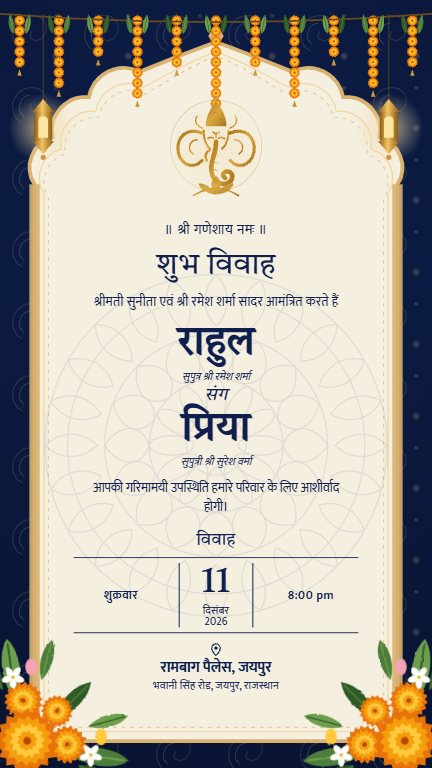 ॥ श्री गणेशाय नमः ॥
शुभ विवाह
श्रीमती सुनीता एवं श्री रमेश शर्मा सादर आमंत्रित करते हैं
राहुल
सुपुत्र श्री रमेश शर्मा
संग
प्रिया
सुपुत्री श्री सुरेश वर्मा
आपकी गरिमामयी उपस्थिति हमारे परिवार के लिए आशीर्वाद
होगी।
विवाह
शुक्रवार
11
दिसंबर
2026
8:00 pm
रामबाग पैलेस, जयपुर
भवानी सिंह रोड, जयपुर, राजस्थान